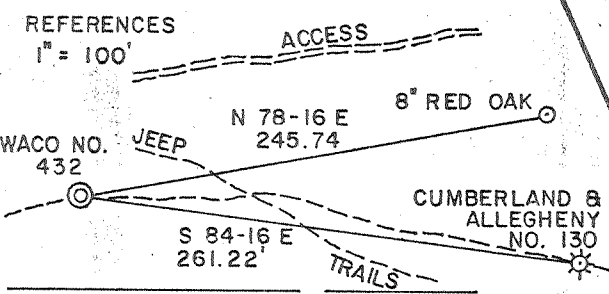 REFERENCES
1" = 100'
ACCESS
8" RED OAK
N 78-16 E
245.74
WACO NO.
432
JEEP
CUMBERLAND &
ALLEGHENY
NO. 130
S 84-16 E
261.22'
TRAILS